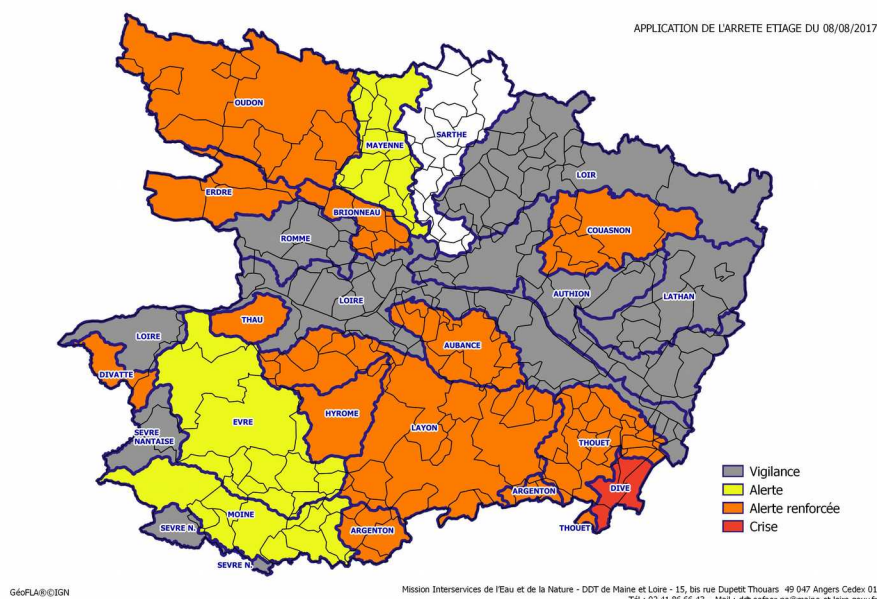 APPLICATION DE L'ARRETE ETIAGE DU 08/08/2017
OUDON
MAYENNE
SARTHE
LOIR
ERDRE
BRIONNEAU
COUASNON
ROMME
LOIRE
AUTHION
LATHAN
THAU
LOIRE
AUBANCE
DIVATTE
EVRE
HYROME
LAYON
THOUET
SEVRE
NANTAISE
DIVE
ARGENTON
MOINE
SEVRE N.
ARGENTON
THOUET
SEVRE N.
Vigilance
Alerte
Alerte renforcée
Crise
GéoFLA®©IGN
Mission Interservices de l'Eau et de la Nature - DDT de Maine et Loire - 15, bis rue Dupetit Thouars 49 047 Angers Cedex 01